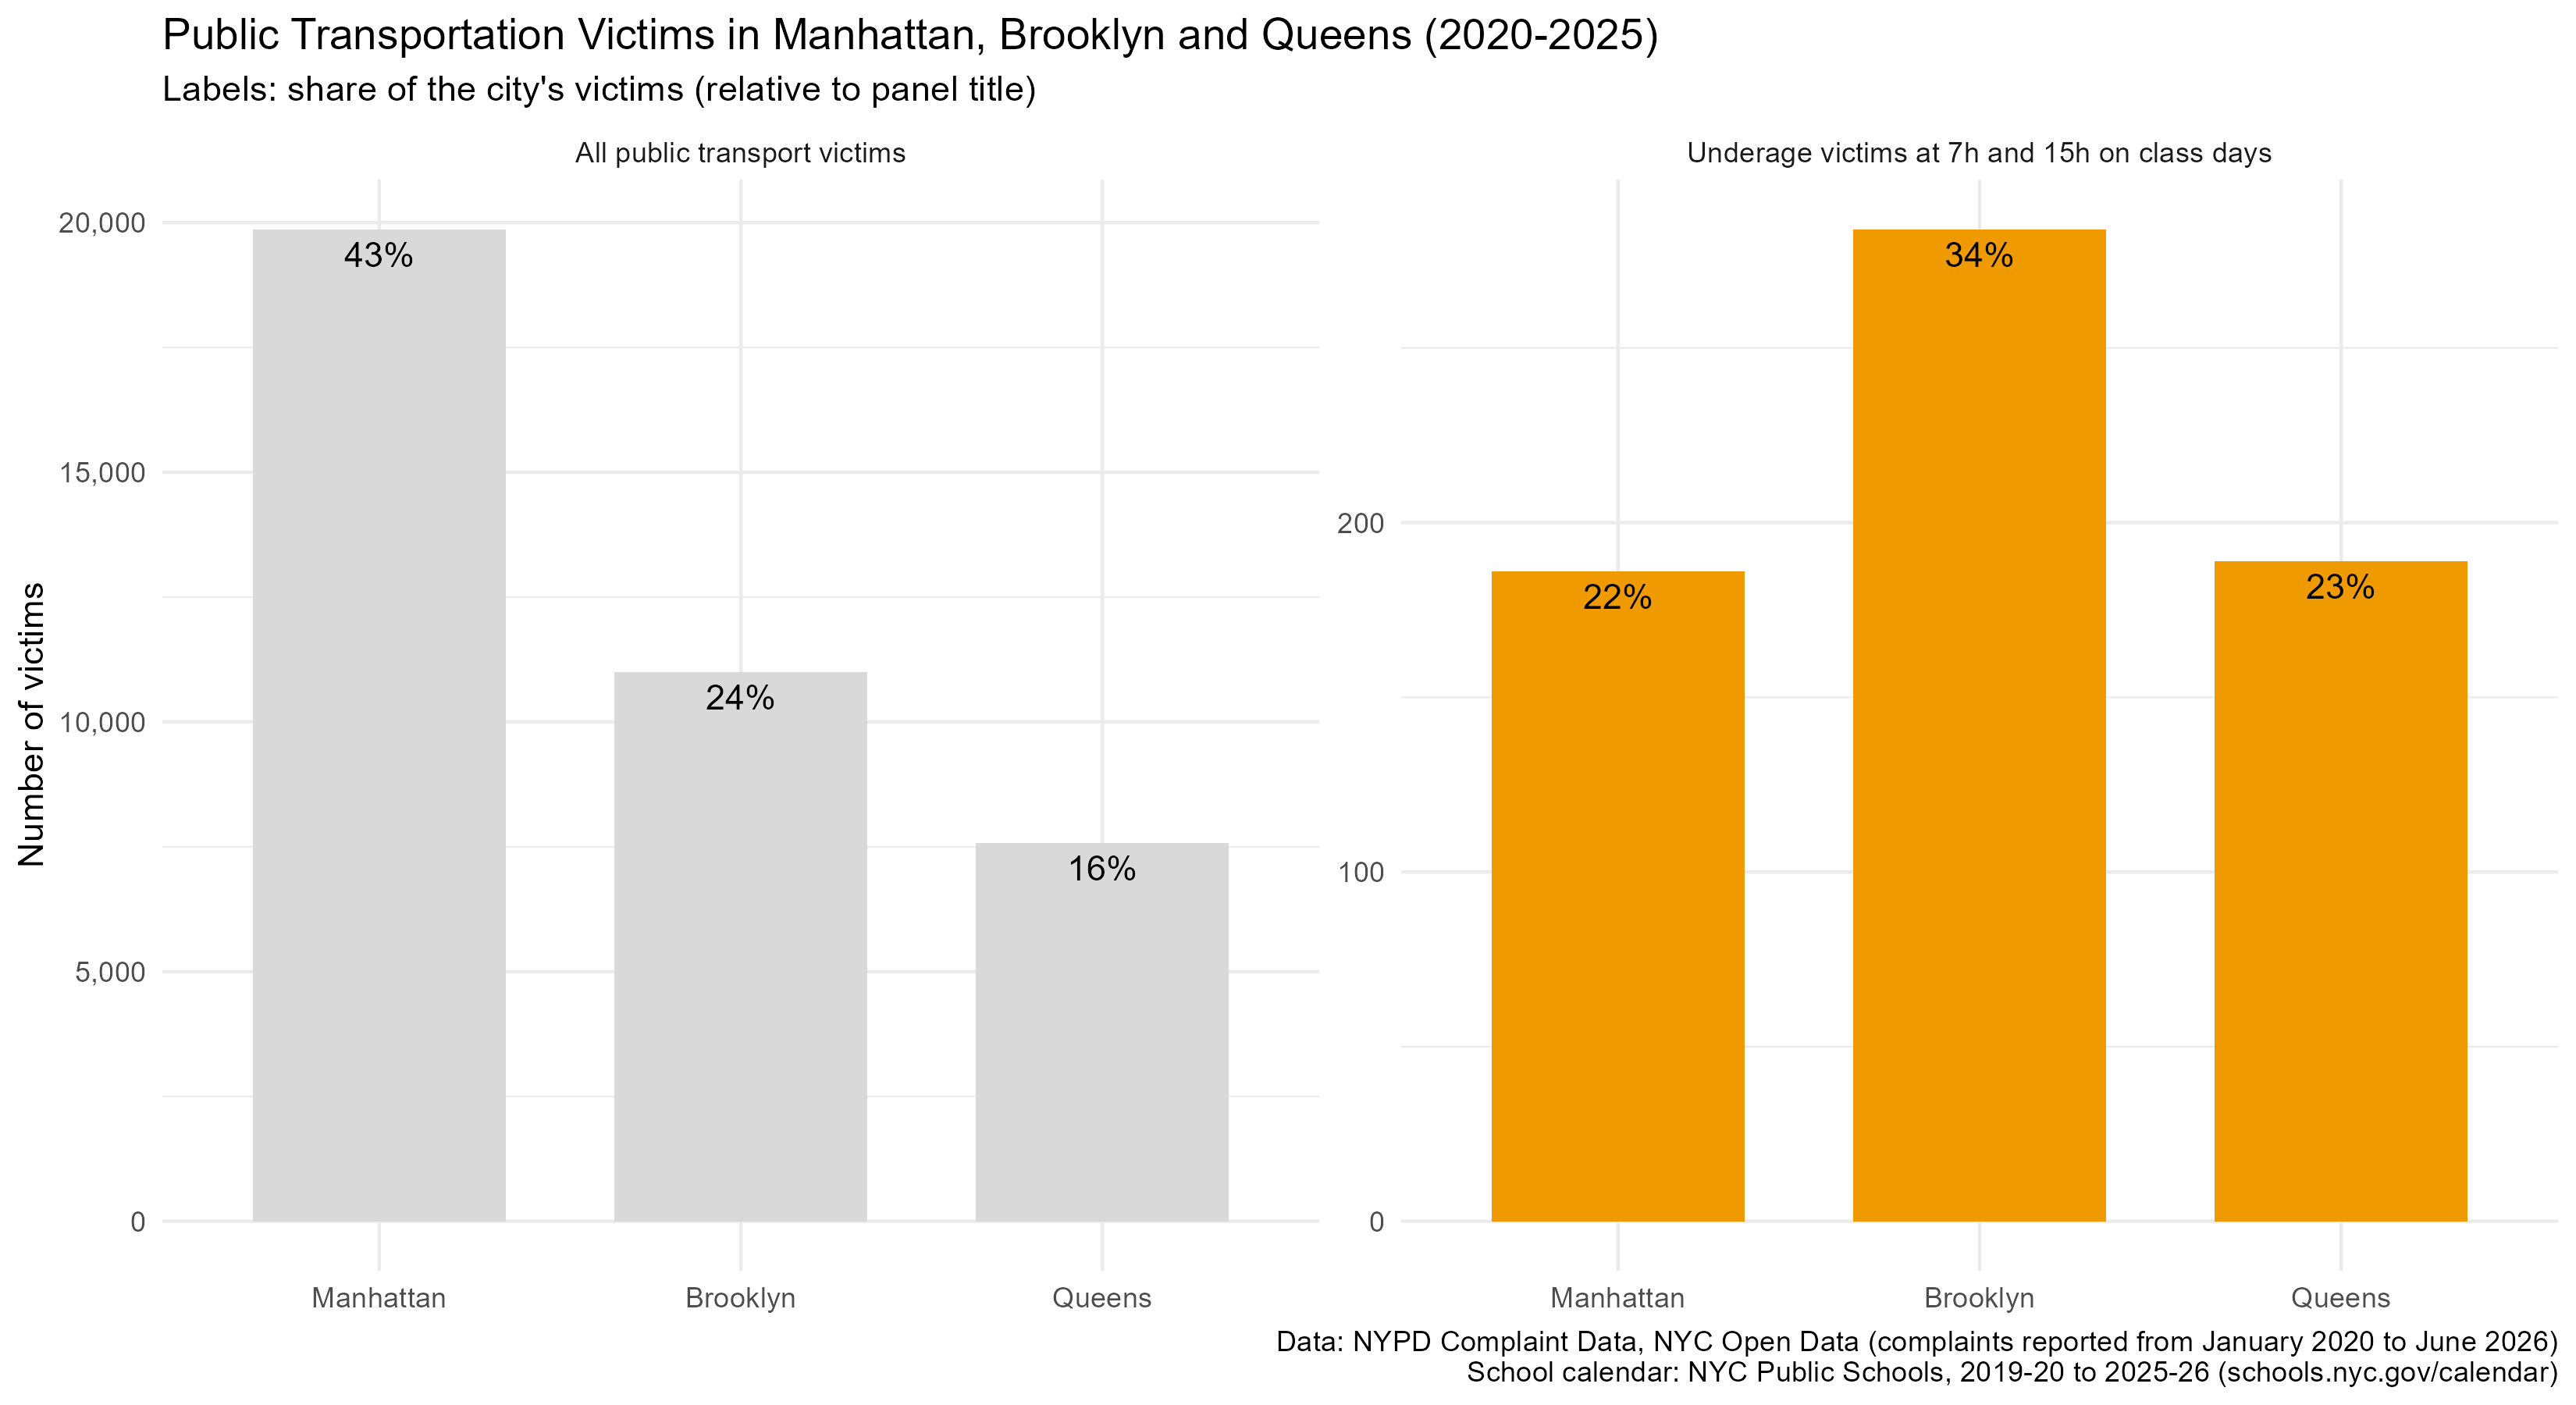 Public Transportation Victims in Manhattan, Brooklyn and Queens (2020-2025)
Labels: share of the city's victims (relative to panel title)
All public transport victims
Underage victims at 7h and 15h on class days
Number of victims
20,000
15,000
10,000
5,000
0
43%
24%
16%
Manhattan
Brooklyn
Queens
200
100
0
22%
34%
23%
Manhattan
Brooklyn
Queens
Data: NYPD Complaint Data, NYC Open Data (complaints reported from January 2020 to June 2026)
School calendar: NYC Public Schools, 2019-20 to 2025-26 (schools.nyc.gov/calendar)